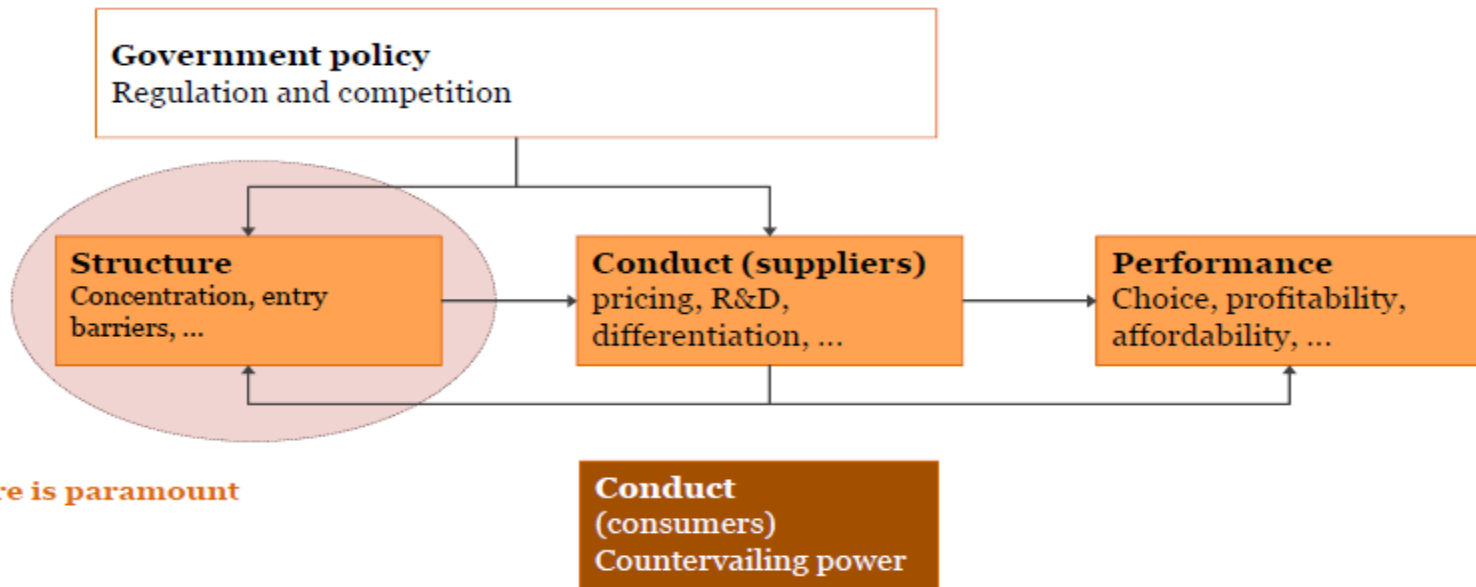 Government policy
Regulation and competition
Structure
Concentration, entry
barriers, ...
Conduct (suppliers)
pricing, R&D,
differentiation, ...
Performance
Choice, profitability,
affordability, ...
is paramount
Conduct
(consumers)
Countervailing power